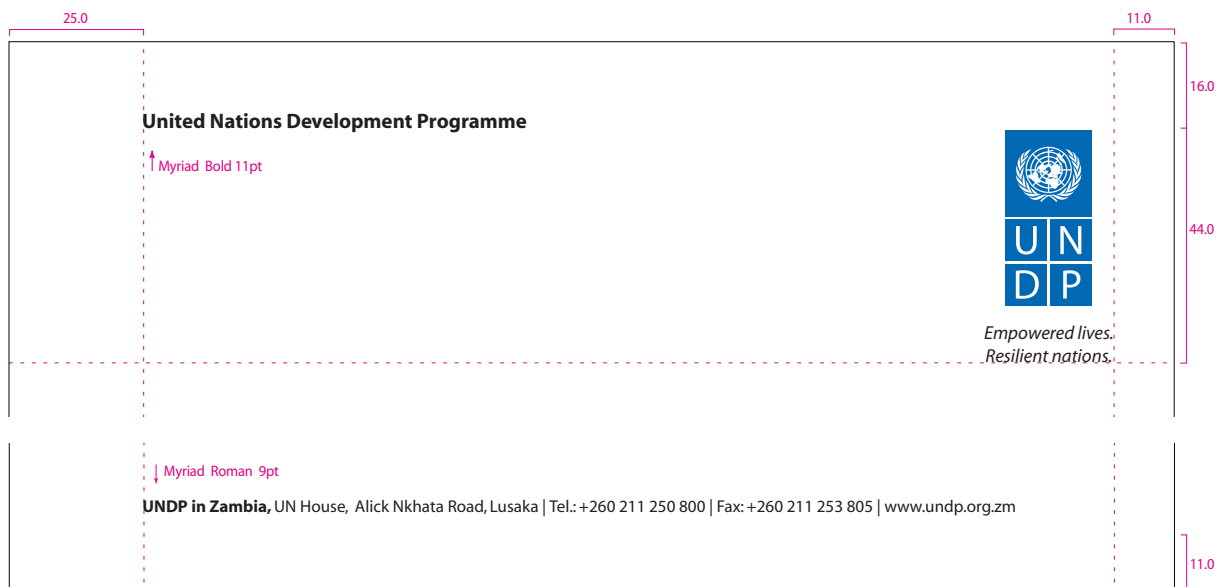 25.0
11.0
16.0
United Nations Development Programme
Myriad Bold 11pt
U N
D P
44.0
Empowered lives.
Resilient nations.
Myriad Roman 9pt
UNDP in Zambia, UN House, Alick Nkhata Road, Lusaka | Tel.: +260 211 250 800 | Fax: +260 211 253 805 | www.undp.org.zm
11.0